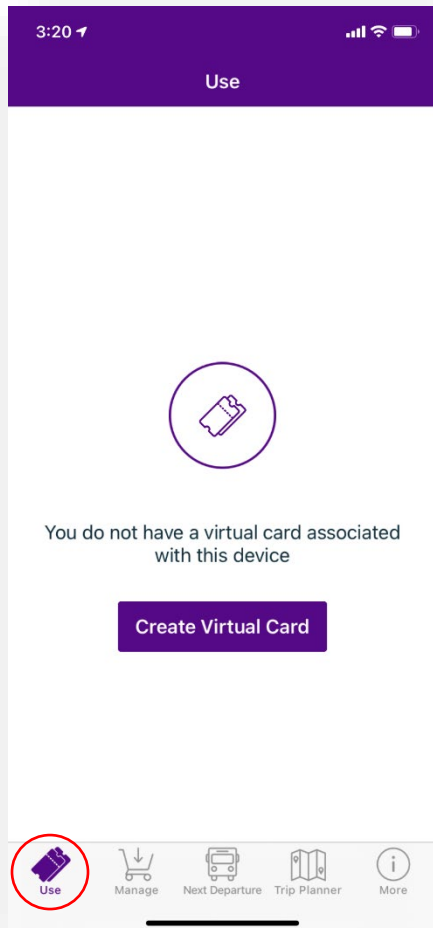 3:20
Use
You do not have a virtual card associated
with this device
Create Virtual Card
Use
Manage
Next Departure
Trip Planner
More